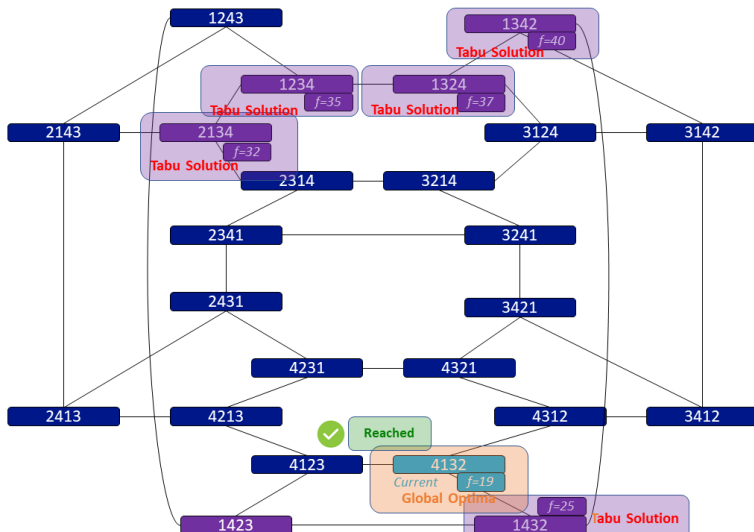 1243
1342
f=40
Tabu Solution
1234
f=35
Tabu Solution
1324
f=37
Tabu Solution
2143
2134
f=32
Tabu Solution
3124
3142
2314
3214
2341
3241
2431
3421
4231
4321
2413
4213
4312
3412
Reached
4123
4132
Current
f=19
Global Optima
f=25
Tabu Solution
1423
1432